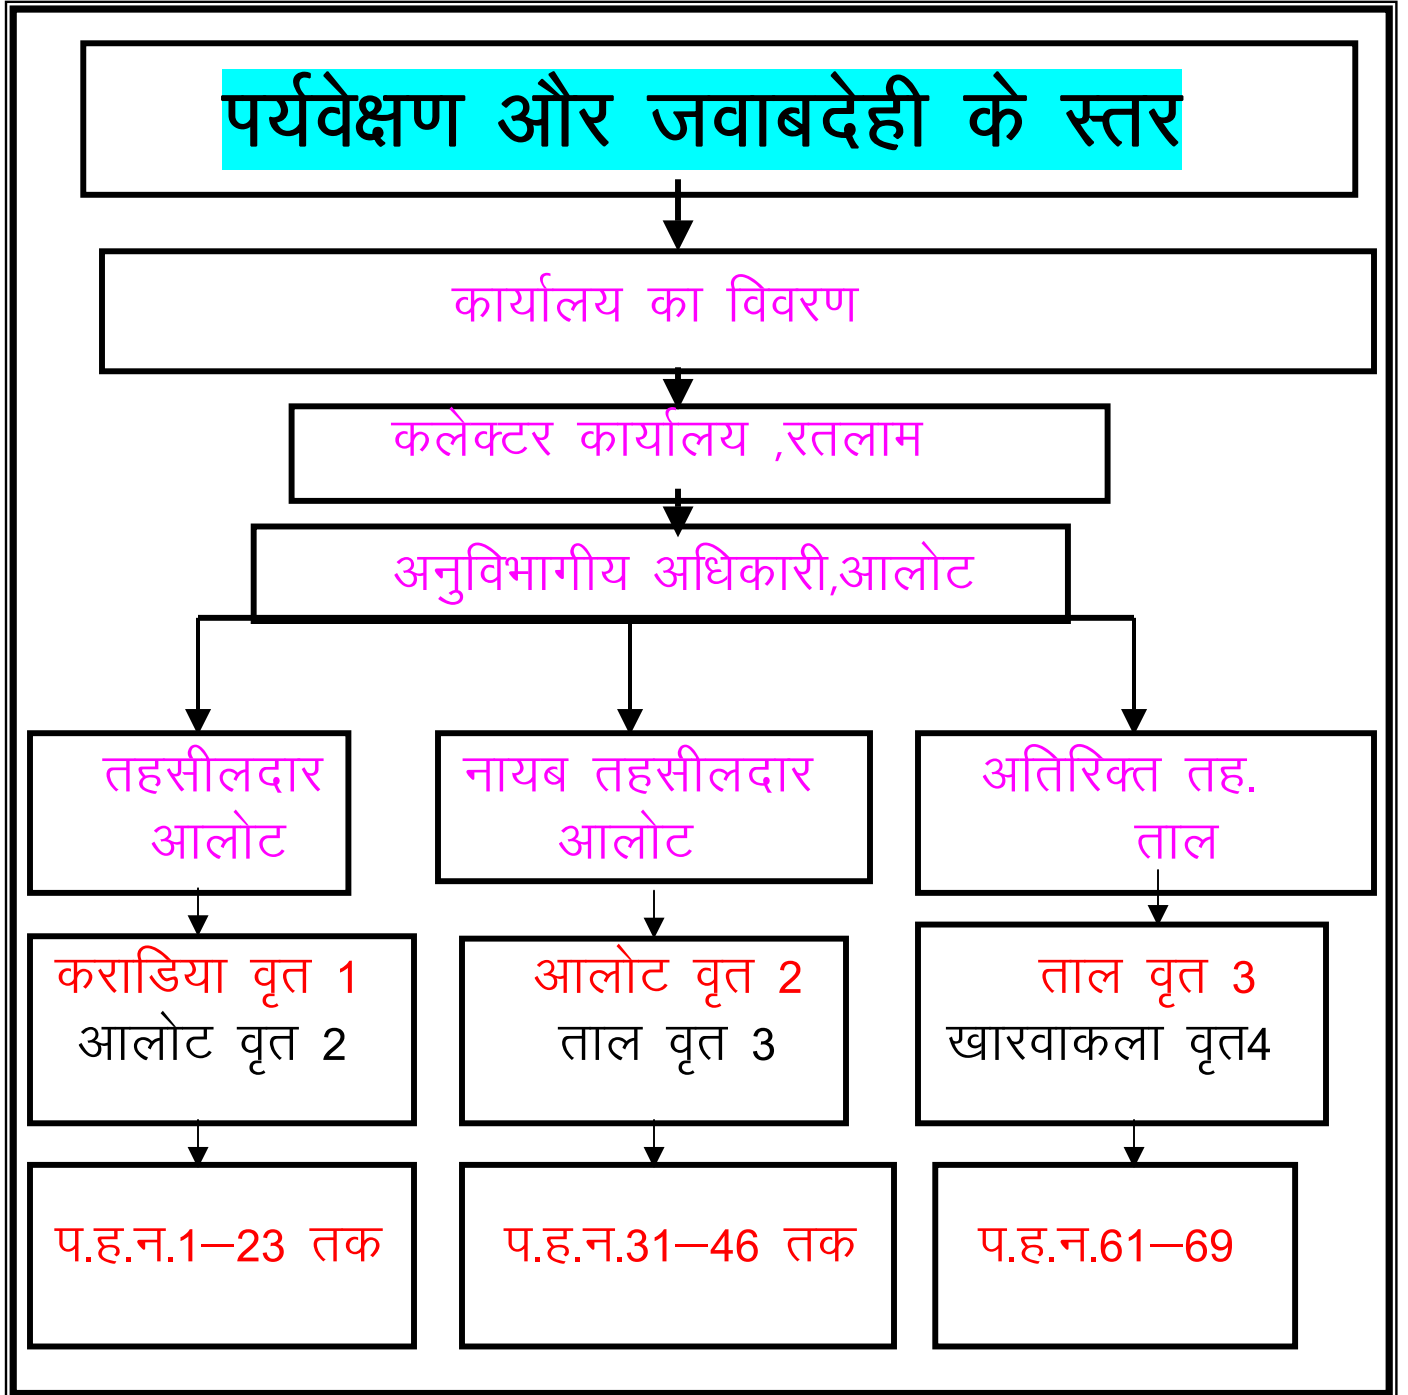 पर्यवेक्षण और जवाबदेही के स्तर
कार्यालय का विवरण
कलेक्टर कार्यालय ,रतलाम
अनुविभागीय अधिकारी,आलोट
तहसीलदार
आलोट
नायब तहसीलदार
आलोट
अतिरिक्त तह.
ताल
कराडिया वृत 1
आलोट वृत 2
आलोट वृत 2
ताल वृत 3
ताल वृत 3
खारवाकला वृत4
प.ह.न.1–23 तक
प.ह.न.31–46 तक
प.ह.न.61–69